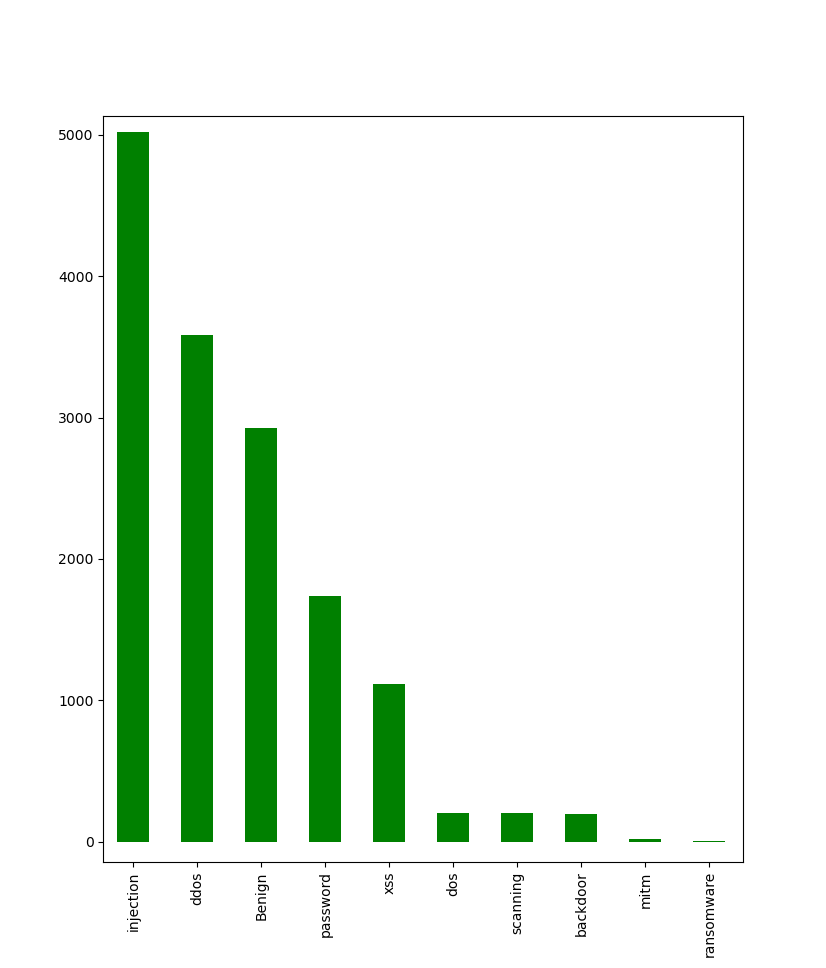 5000
4000
3000
2000
1000
0
injection
ddos
Benign
password
xss
dos
scanning
backdoor
mitm
ransomware